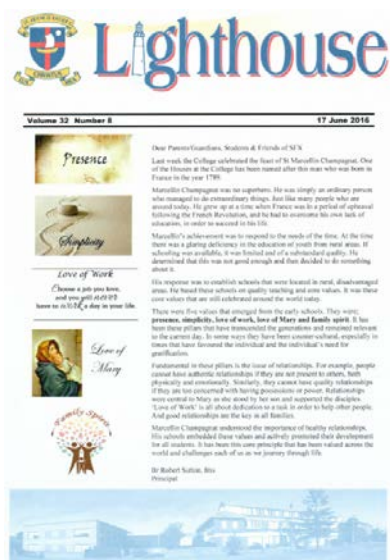 Lighthouse
Volume 32 Number 8
17 June 2016
Presence
Simplicity
Love of Work
Choose a job you love,
and you will never
have to work a day in your life.
Love of
Mary
Family Spirit
Dear Parents/Guardians, Students & Friends of SFX
Last week the College celebrated the feast of St Marcellin Champagnat. One
of the Houses at the College has been named after this man who was born in
France in the year 1789.
Marcellin Champagnat was no superhero. He was simply an ordinary person
who managed to do extraordinary things. Just like many people who are
around today. He grew up at a time when France was in a period of upheaval
following the French Revolution, and he had to overcome his own lack of
education, in order to succeed in his life.
Marcellin's achievement was to respond to the needs of the time. At the time
there was a glaring deficiency in the education of youth from rural areas. If
schooling was available, it was limited and of a substandard quality. He
determined that this was not good enough and then decided to do something
about it.
His response was to establish schools that were located in rural, disadvantaged
areas. He based these schools on quality teaching and core values. It was these
core values that are still celebrated around the world today.
There were five values that emerged from the early schools. They were;
presence, simplicity, love of work, love of Mary and family spirit. It has
been these pillars that have transcended the generations and remained relevant
to the current day. In some ways they have been counter-cultural, especially in
times that have favoured the individual and the individual's need for
gratification.
Fundamental in these pillars is the issue of relationships. For example, people
cannot have authentic relationships if they are not present to others, both
physically and emotionally. Similarly, they cannot have quality relationships
if they are too concerned with having possessions or power. Relationships
were central to Mary as she stood by her son and supported the disciples.
'Love of Work' is all about dedication to a task in order to help other people.
And good relationships are the key in all families.
Marcellin Champagnat understood the importance of healthy relationships.
His schools embedded these values and actively promoted their development
for all students. It has been this core principle that has been valued across the
world and challenges each of us as we journey through life.
Br Robert Sutton, fms
Principal